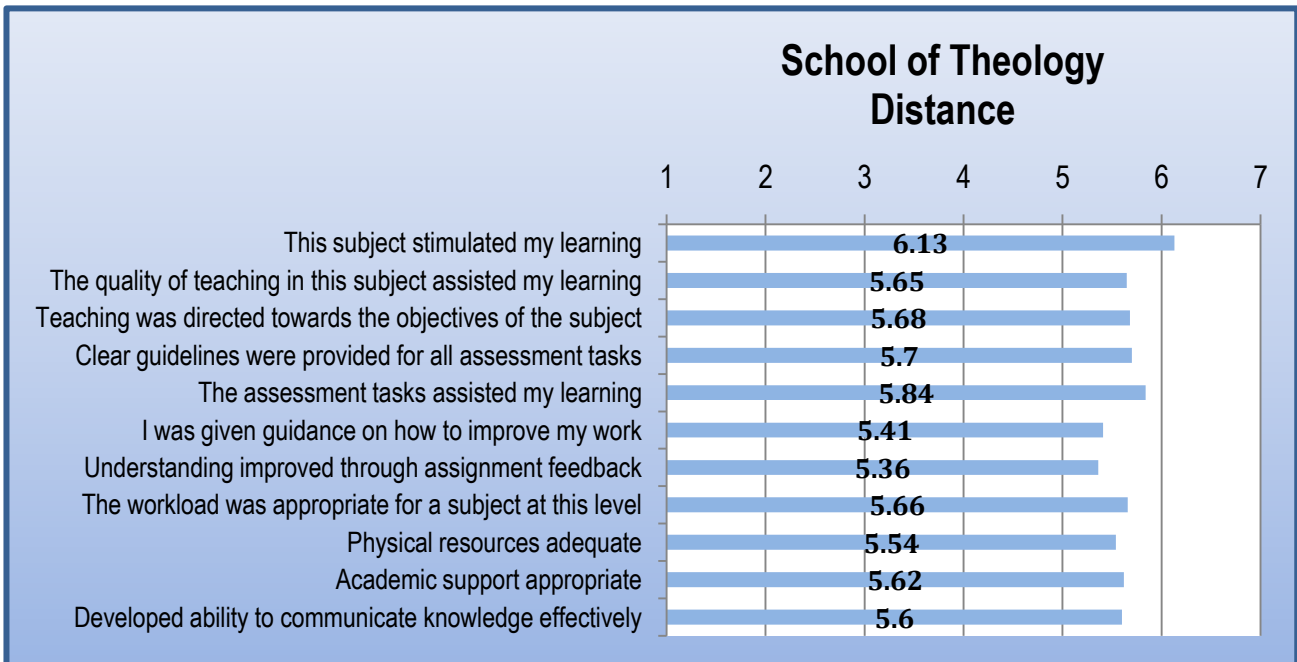 School of Theology
Distance
1 2 3 4 5 6 7
This subject stimulated my learning 6.13
The quality of teaching in this subject assisted my learning 5.65
Teaching was directed towards the objectives of the subject 5.68
Clear guidelines were provided for all assessment tasks 5.7
The assessment tasks assisted my learning 5.84
I was given guidance on how to improve my work 5.41
Understanding improved through assignment feedback 5.36
The workload was appropriate for a subject at this level 5.66
Physical resources adequate 5.54
Academic support appropriate 5.62
Developed ability to communicate knowledge effectively 5.6